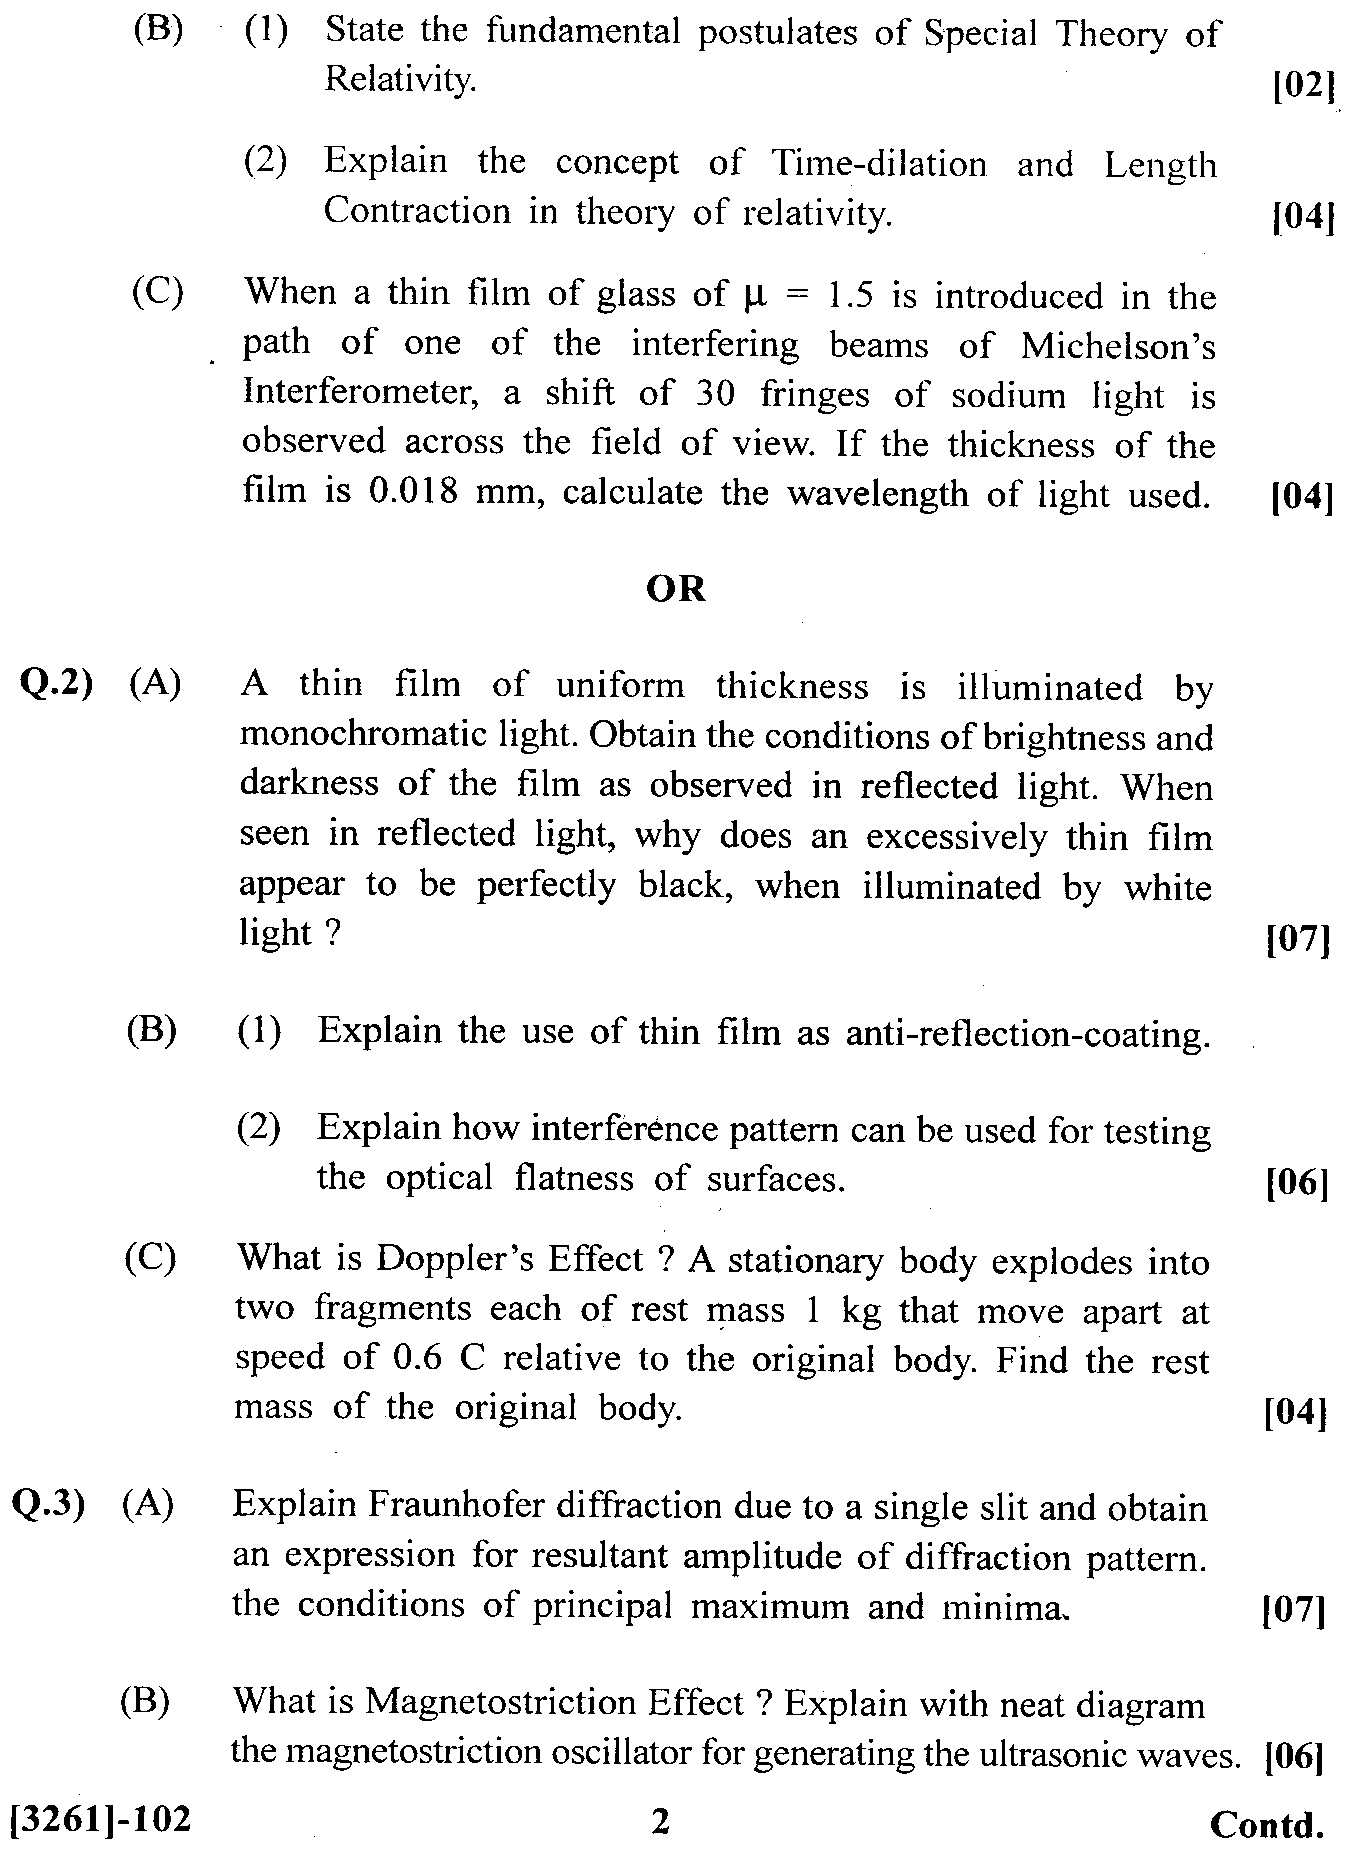 (B) (1) State the fundamental postulates of Special Theory of
Relativity. [02]
(2) Explain the concept of Time-dilation and Length
Contraction in theory of relativity. [04]
(C) When a thin film of glass of μ = 1.5 is introduced in the
path of one of the interfering beams of Michelson's
Interferometer, a shift of 30 fringes of sodium light is
observed across the field of view. If the thickness of the
film is 0.018 mm, calculate the wavelength of light used. [04]
OR
Q.2) (A) A thin film of uniform thickness is illuminated by
monochromatic light. Obtain the conditions of brightness and
darkness of the film as observed in reflected light. When
seen in reflected light, why does an excessively thin film
appear to be perfectly black, when illuminated by white
light ? [07]
(B) (1) Explain the use of thin film as anti-reflection-coating.
(2) Explain how interference pattern can be used for testing
the optical flatness of surfaces. [06]
(C) What is Doppler's Effect ? A stationary body explodes into
two fragments each of rest mass 1 kg that move apart at
speed of 0.6 C relative to the original body. Find the rest
mass of the original body. [04]
Q.3) (A) Explain Fraunhofer diffraction due to a single slit and obtain
an expression for resultant amplitude of diffraction pattern.
the conditions of principal maximum and minima. [07]
(B) What is Magnetostriction Effect ? Explain with neat diagram
the magnetostriction oscillator for generating the ultrasonic waves. [06]
[3261]-102 2 Contd.